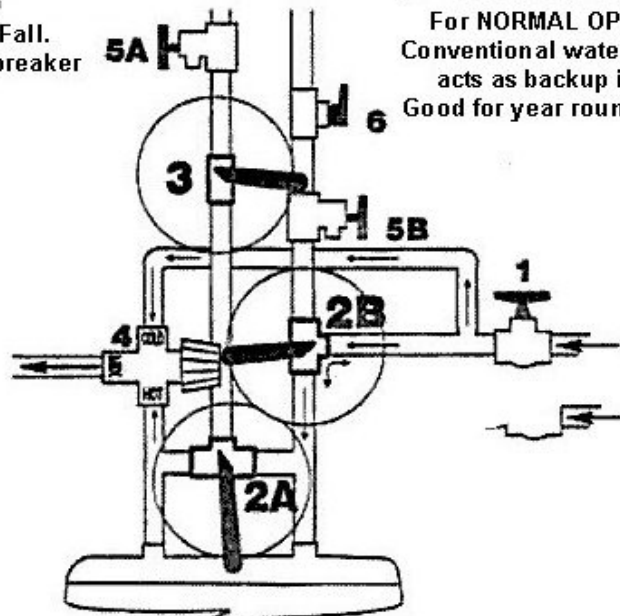 Fall.
breaker
For NORMAL OP
Conventional wate
acts as backup i
Good for year roun
5A
6
3
5B
1
2B
4
COLD
HOT
2A